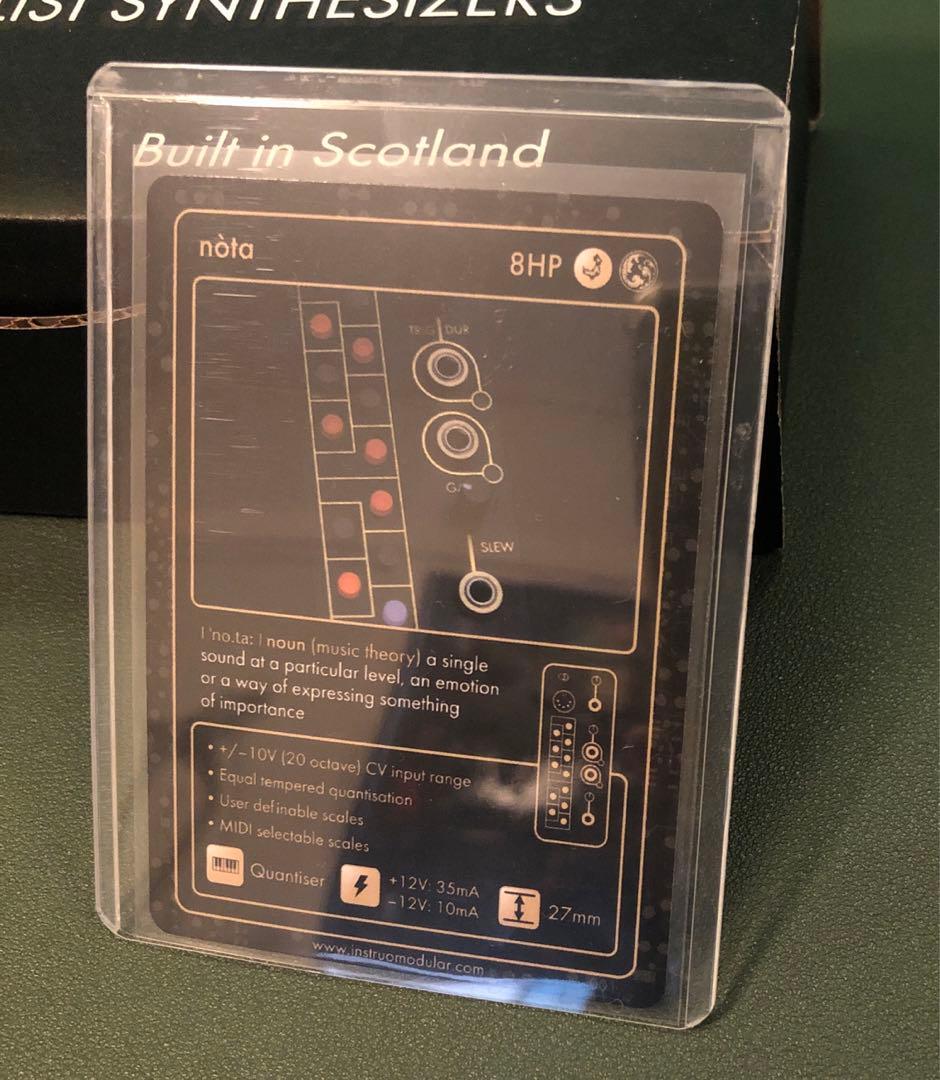 LIST SYNTHESIZERS
Built in Scotland
nòta
8HP
TRIG DUR
SLEW
| 'no.ta: | noun (music theory) a single
sound at a particular level, an emotion
or a way of expressing something
of importance
• +/–10V (20 octave) CV input range
• Equal tempered quantisation
• User definable scales
• MIDI selectable scales
Quantiser
+12V: 35mA
–12V: 10mA
27mm
www.instruomodular.com